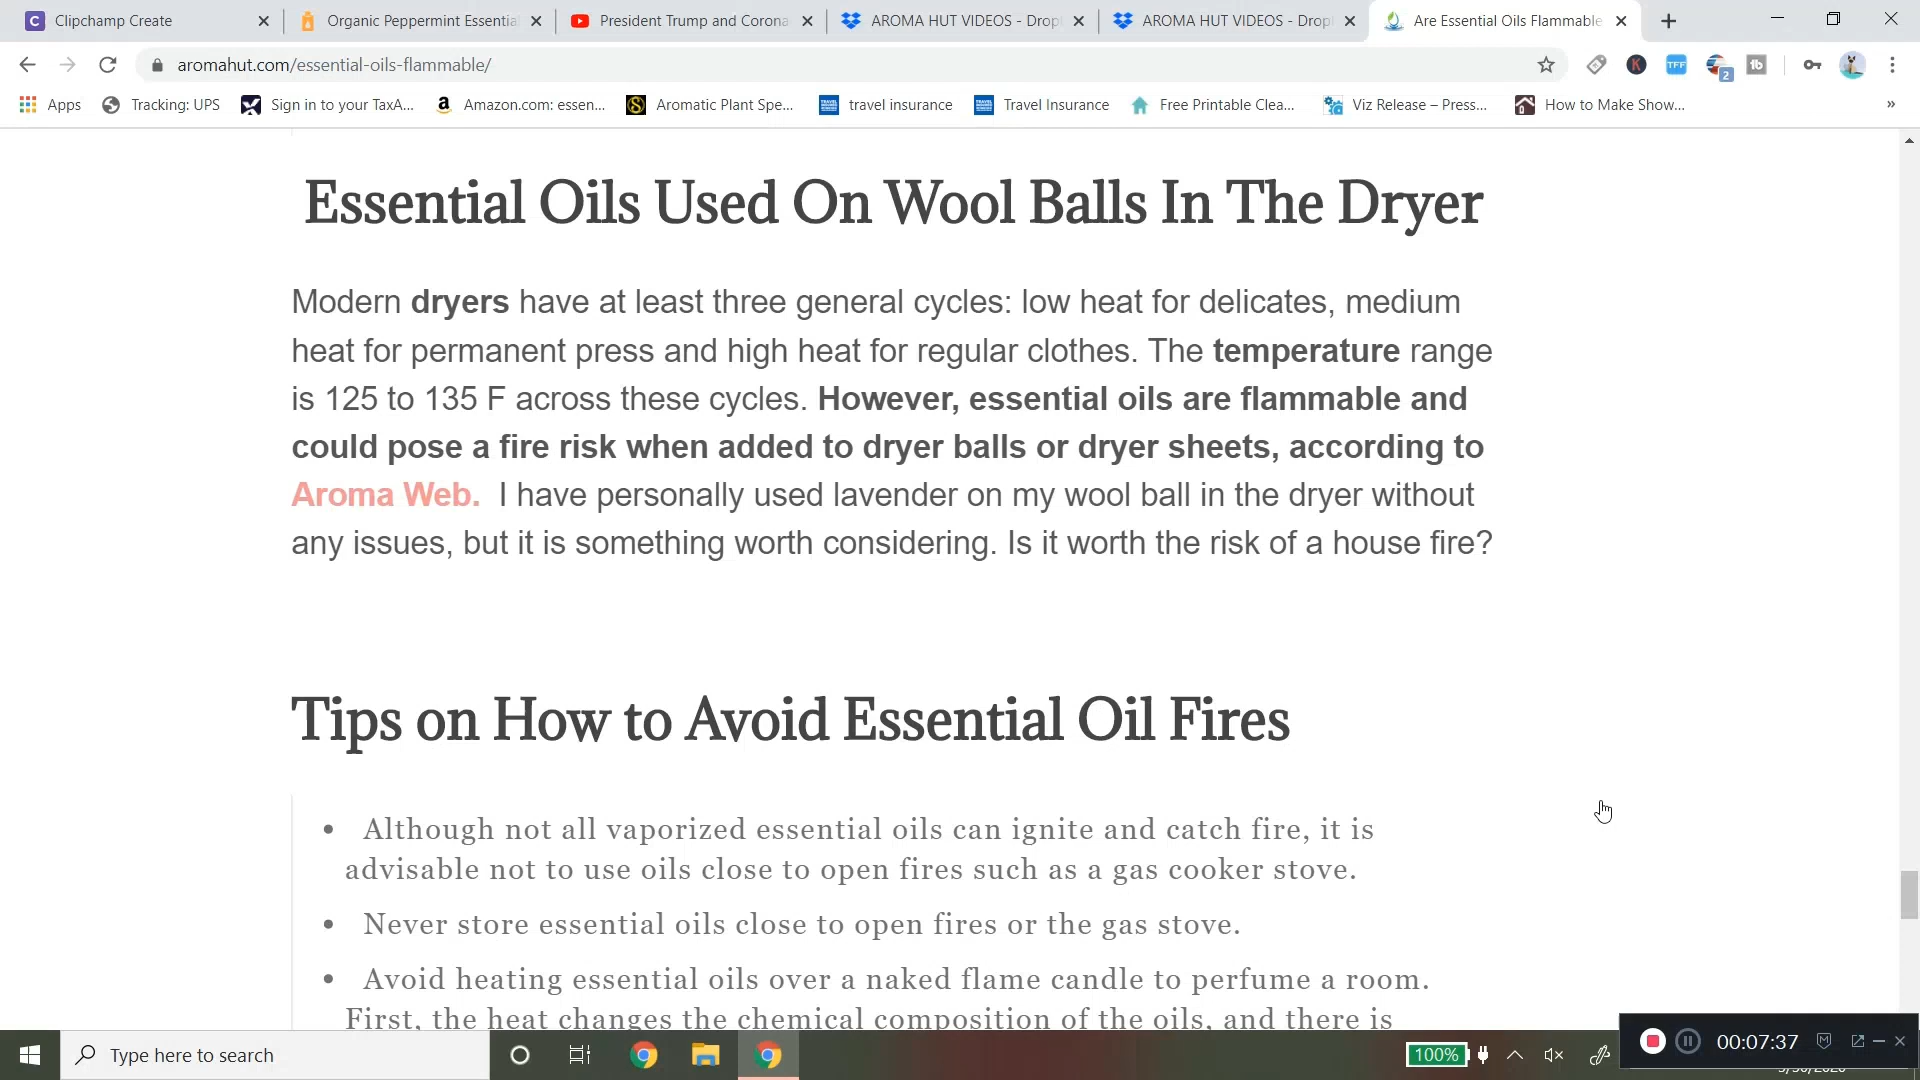 Clipchamp Create
Organic Peppermint Essentia
President Trump and Corona
AROMA HUT VIDEOS - Drop
AROMA HUT VIDEOS - Drop
Are Essential Oils Flammable
aromahut.com/essential-oils-flammable/
K
TFF
2
Apps
Tracking: UPS
Sign in to your TaxA...
Amazon.com: essen...
Aromatic Plant Spe...
travel insurance
Travel Insurance
Free Printable Clea...
Viz Release – Press...
How to Make Show...
»
Essential Oils Used On Wool Balls In The Dryer
Modern dryers have at least three general cycles: low heat for delicates, medium
heat for permanent press and high heat for regular clothes. The temperature range
is 125 to 135 F across these cycles. However, essential oils are flammable and
could pose a fire risk when added to dryer balls or dryer sheets, according to
Aroma Web. I have personally used lavender on my wool ball in the dryer without
any issues, but it is something worth considering. Is it worth the risk of a house fire?
Tips on How to Avoid Essential Oil Fires
• Although not all vaporized essential oils can ignite and catch fire, it is
advisable not to use oils close to open fires such as a gas cooker stove.
• Never store essential oils close to open fires or the gas stove.
• Avoid heating essential oils over a naked flame candle to perfume a room.
First, the heat changes the chemical composition of the oils, and there is
Type here to search
100%
00:07:37